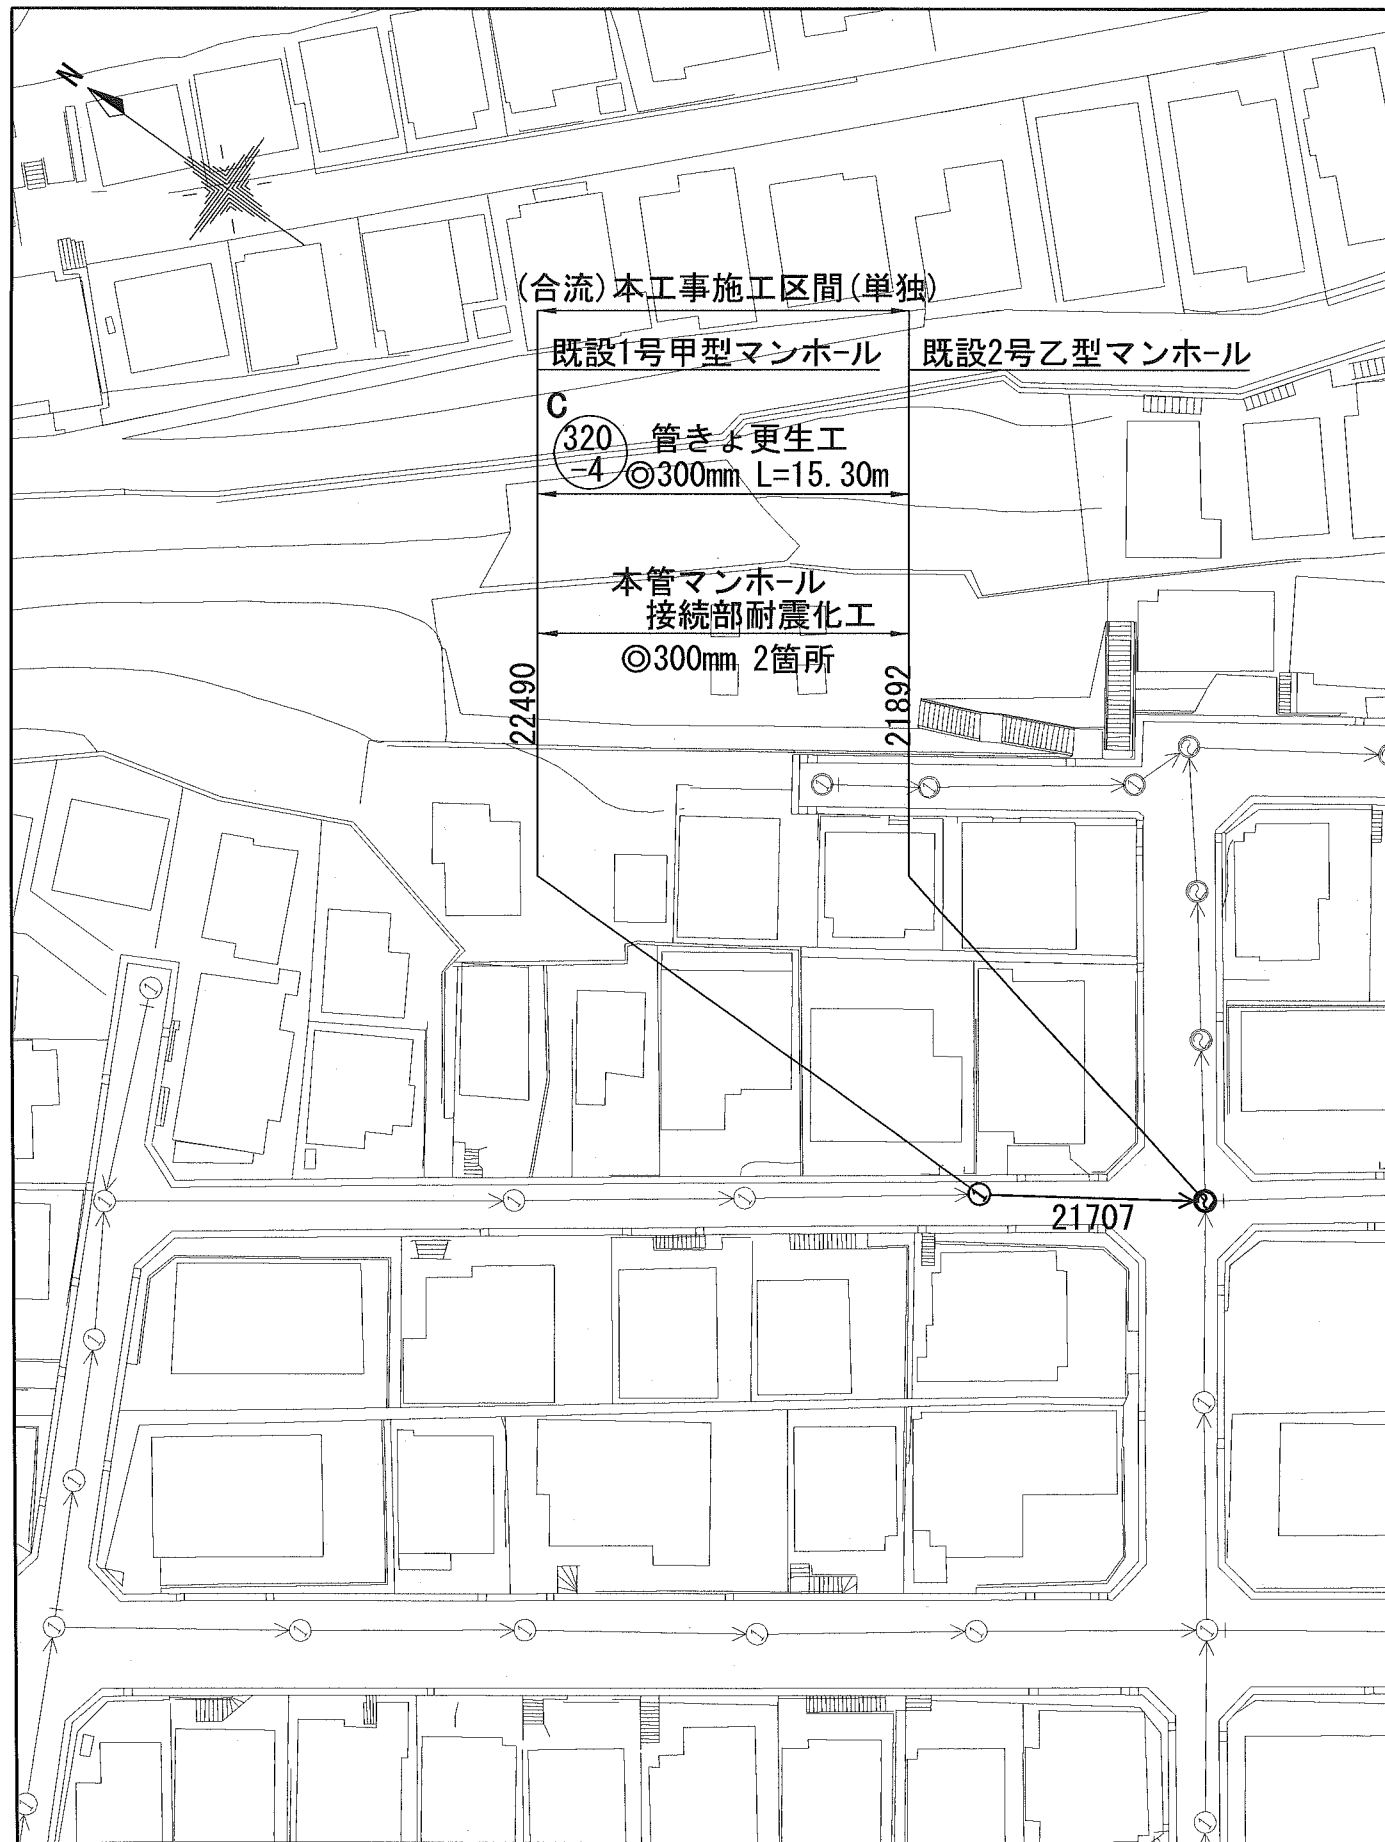 N
(合流)本工事施工区間(単独)
既設1号甲型マンホール
既設2号乙型マンホール
C
320
-4
管きょ更生工
◎300mm L=15.30m
本管マンホール
接続部耐震化工
◎300mm 2箇所
22490
21892
21707